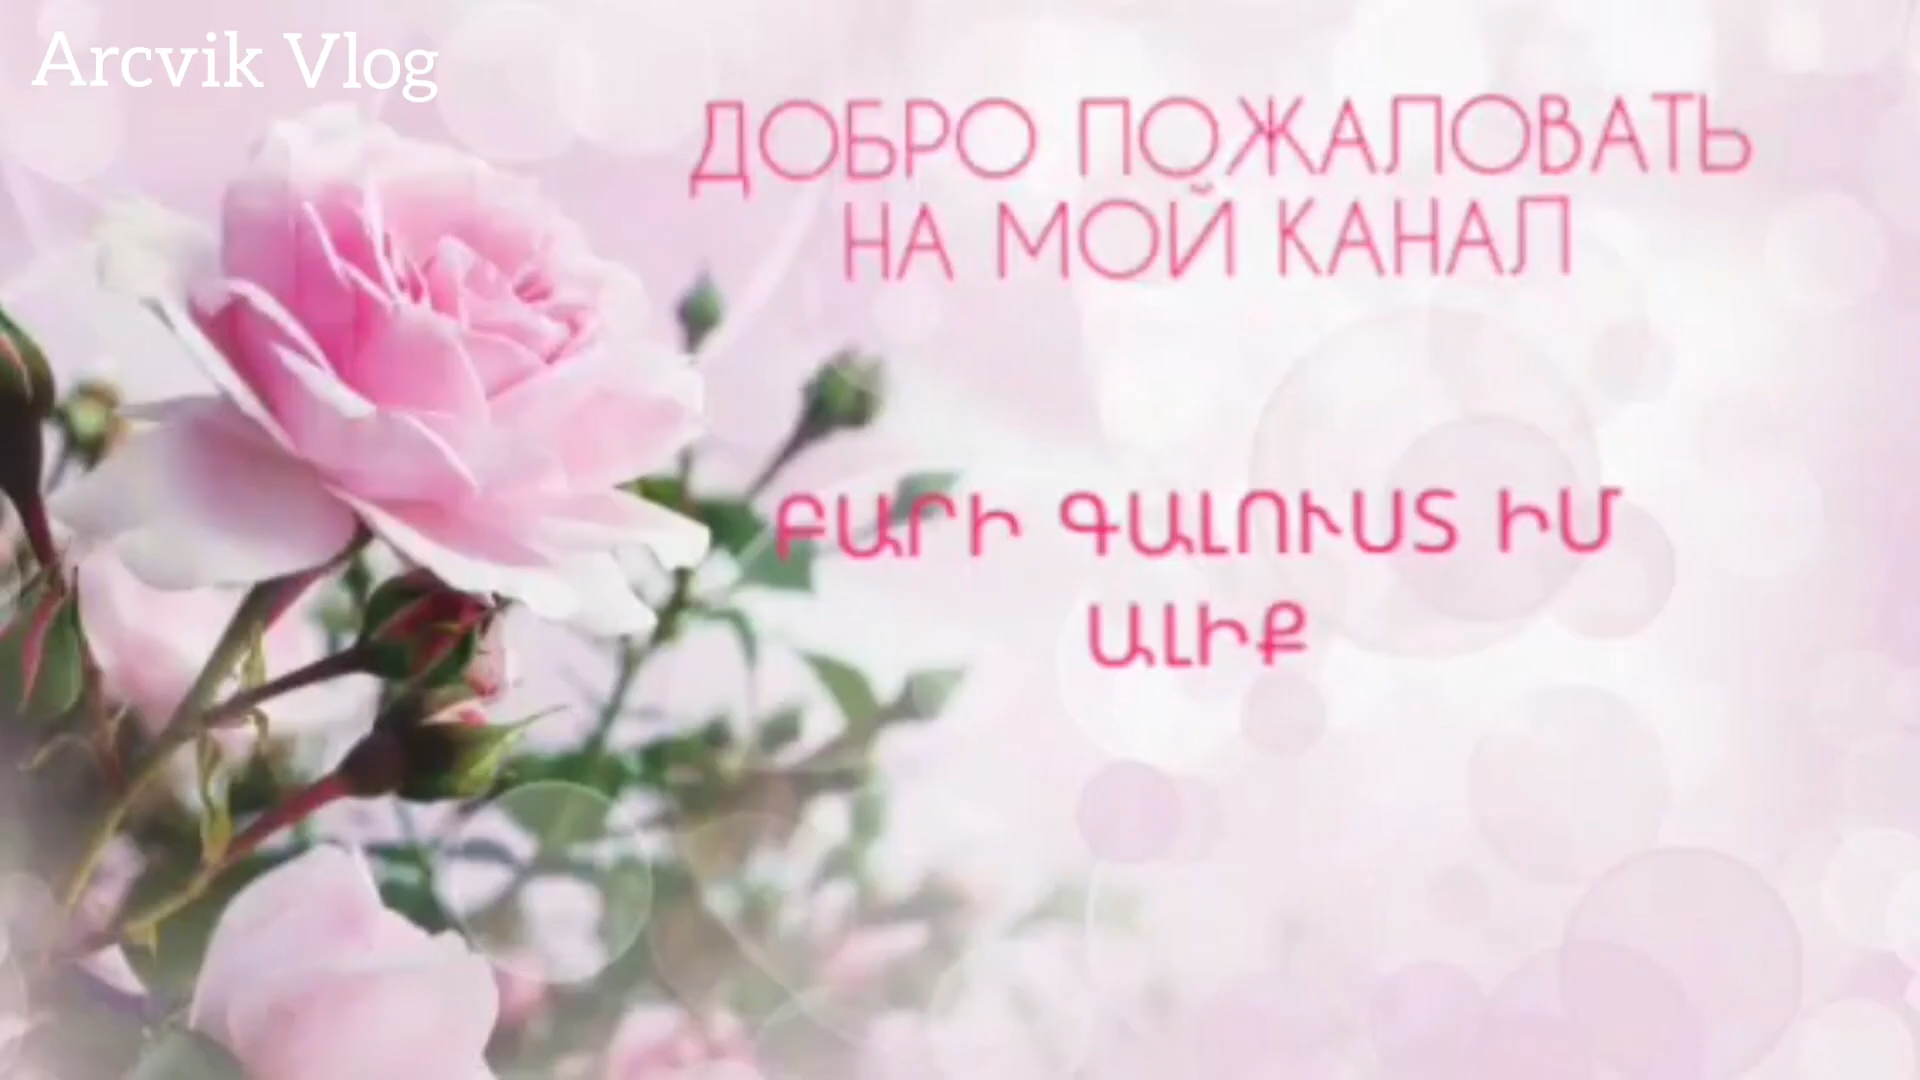 Arcvik Vlog
ДОБРО ПОЖАЛОВАТЬ
НА МОЙ КАНАЛ
ԲԱՐԻ ԳԱԼՈՒՍՏ ԻՄ
ԱԼԻՔ